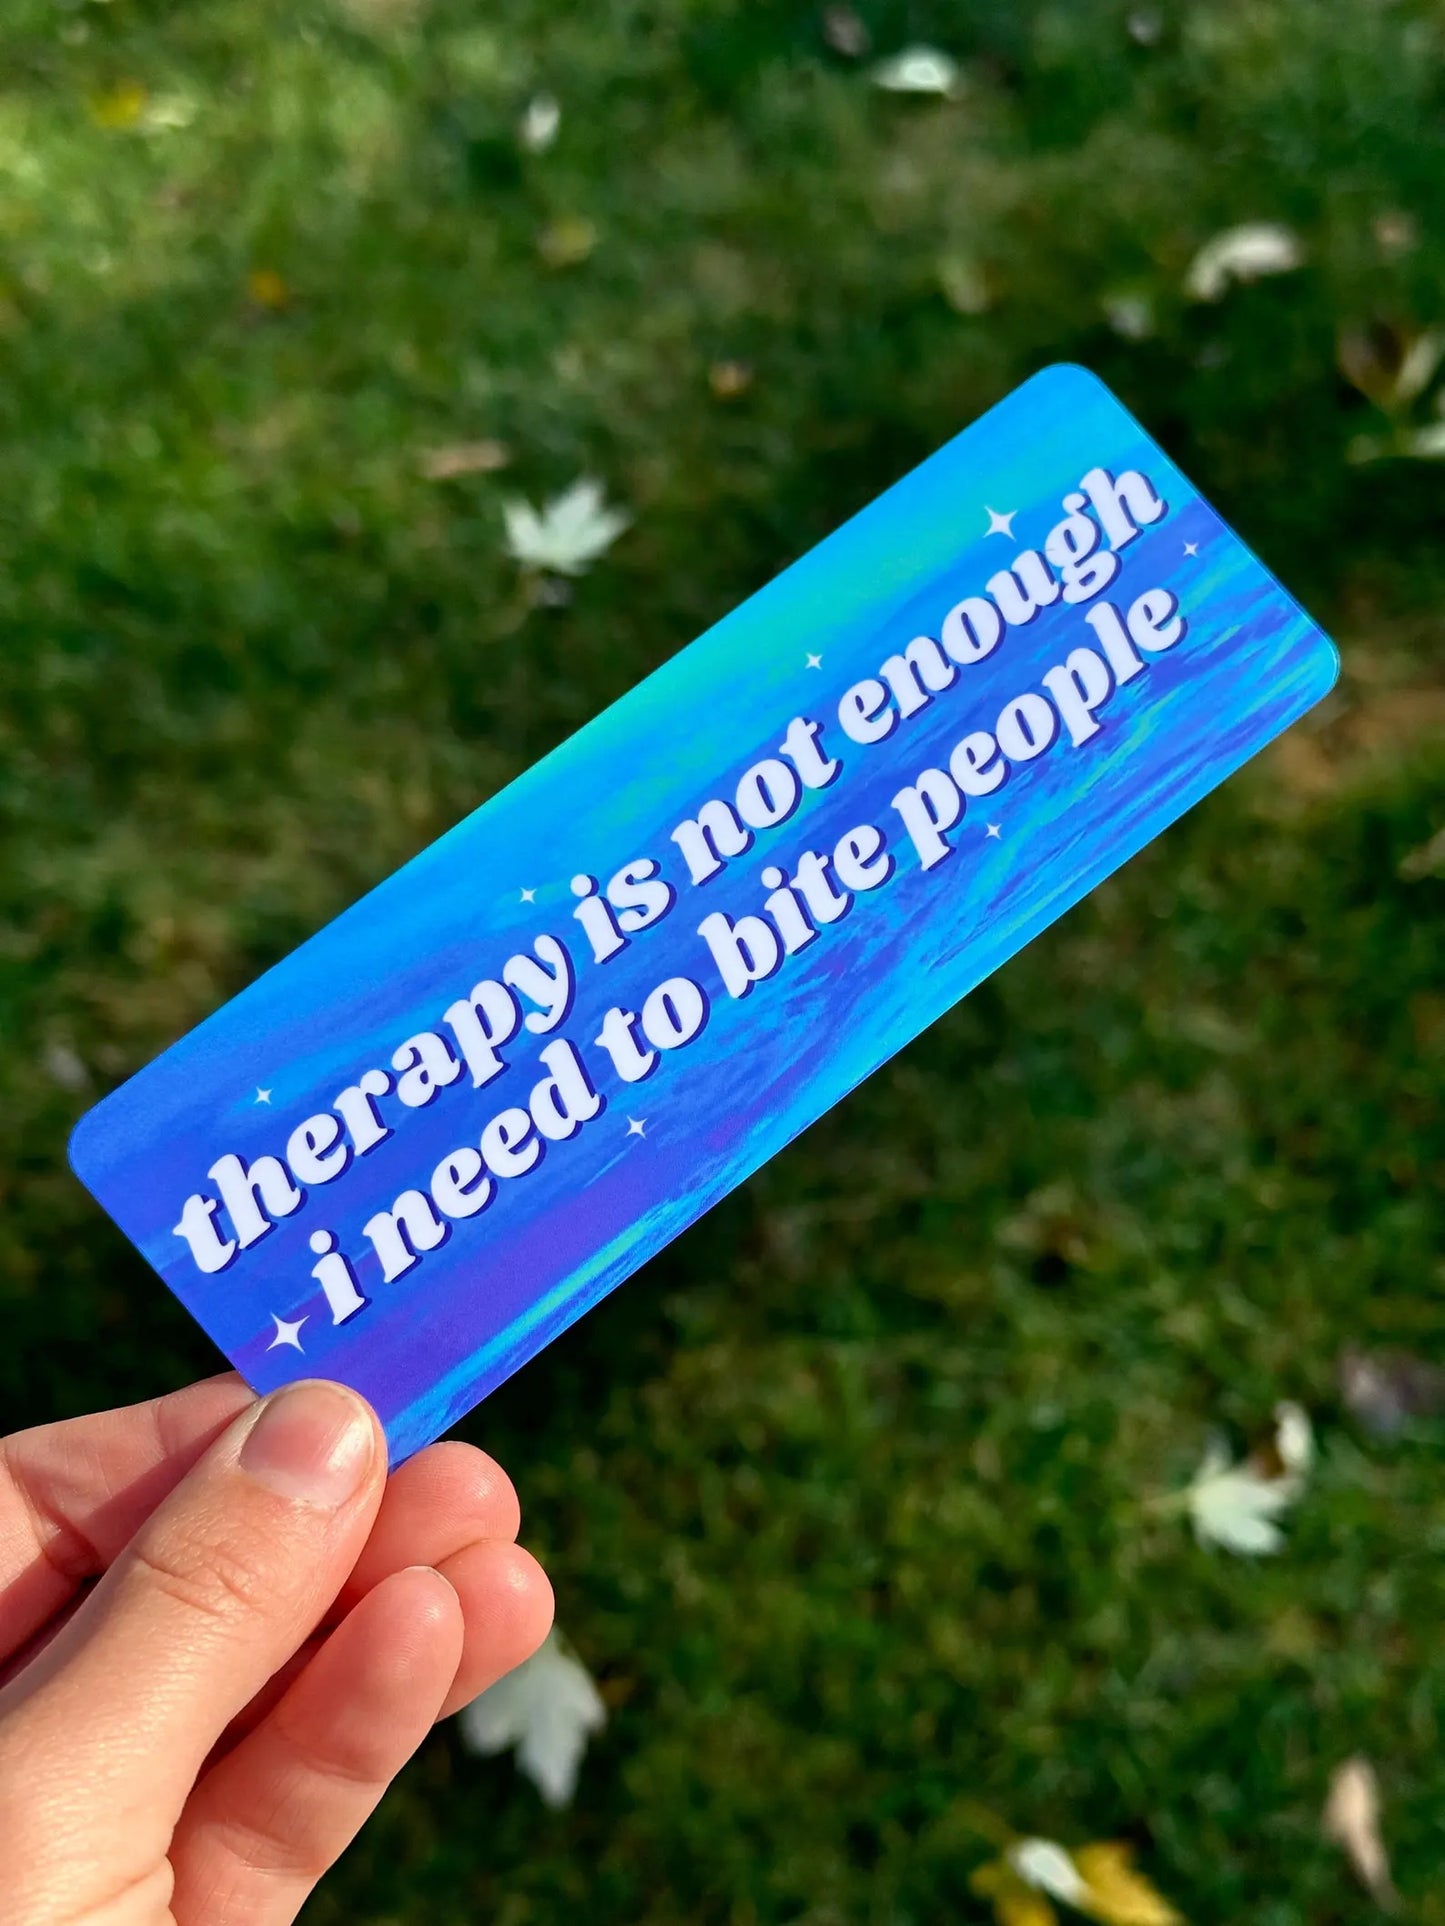 therapy is not enough
i need to bite people